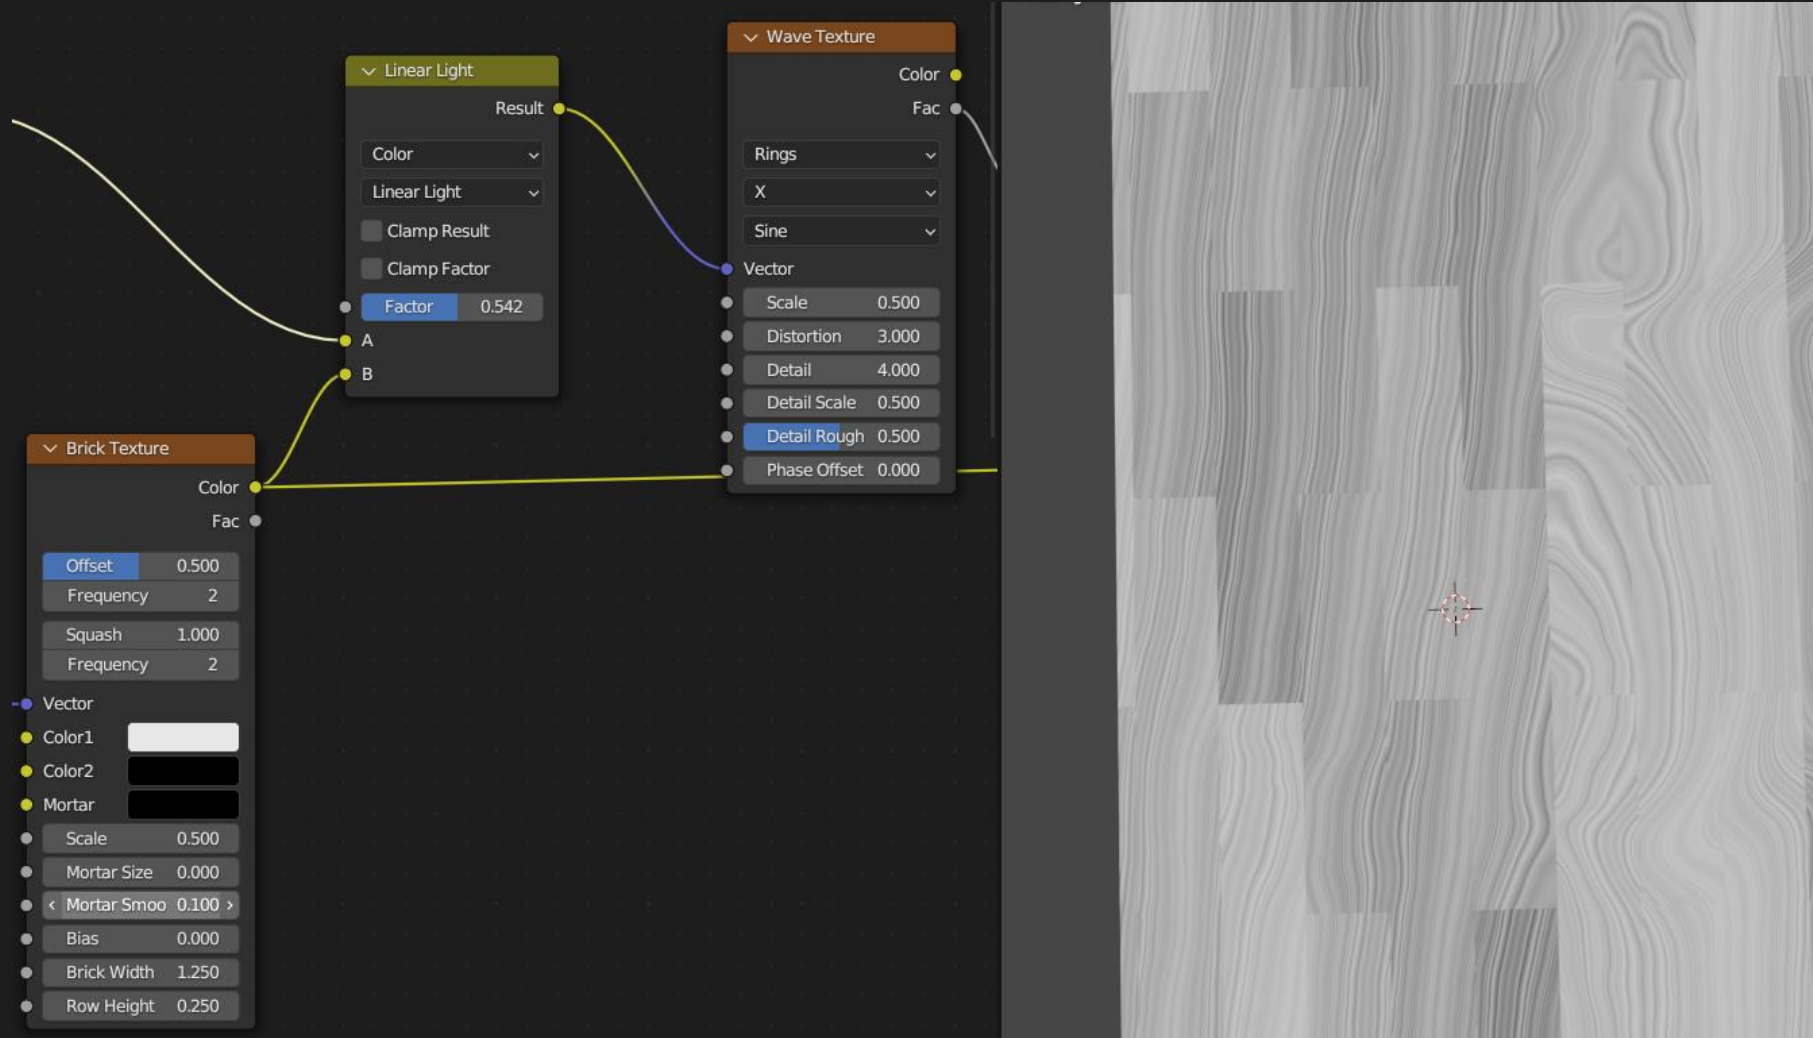 Linear Light
Result
Color
Linear Light
Clamp Result
Clamp Factor
Factor 0.542
A
B
Wave Texture
Color
Fac
Rings
X
Sine
Vector
Scale 0.500
Distortion 3.000
Detail 4.000
Detail Scale 0.500
Detail Rough 0.500
Phase Offset 0.000
Brick Texture
Color
Fac
Offset 0.500
Frequency 2
Squash 1.000
Frequency 2
Vector
Color1
Color2
Mortar
Scale 0.500
Mortar Size 0.000
Mortar Smoo 0.100
Bias 0.000
Brick Width 1.250
Row Height 0.250